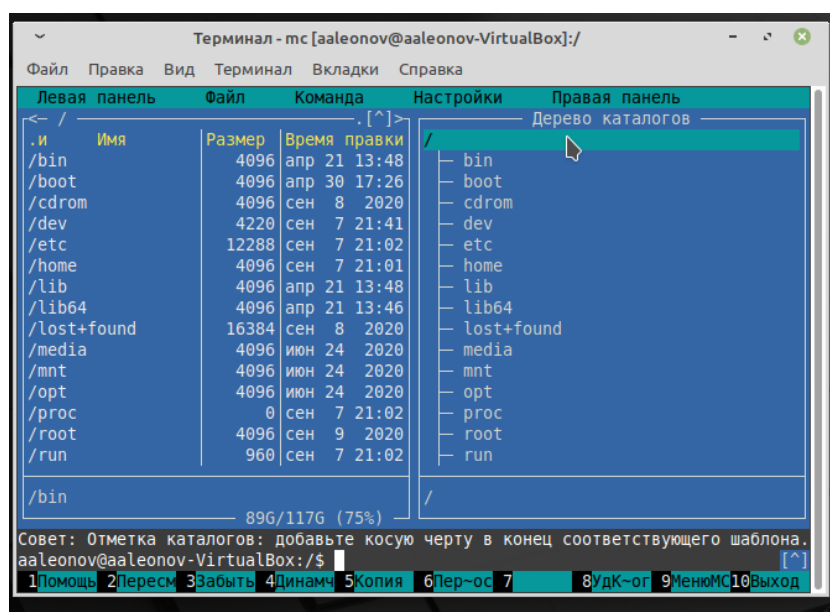 Терминал - mc [aaleonov@aaleonov-VirtualBox]:/
Файл Правка Вид Терминал Вкладки Справка
Левая панель Файл Команда Настройки Правая панель
<— / .[^]> Дерево каталогов
.и Имя Размер Время правки /
/bin 4096 апр 21 13:48 bin
/boot 4096 апр 30 17:26 boot
/cdrom 4096 сен 8 2020 cdrom
/dev 4220 сен 7 21:41 dev
/etc 12288 сен 7 21:02 etc
/home 4096 сен 7 21:01 home
/lib 4096 апр 21 13:48 lib
/lib64 4096 апр 21 13:46 lib64
/lost+found 16384 сен 8 2020 lost+found
/media 4096 июн 24 2020 media
/mnt 4096 июн 24 2020 mnt
/opt 4096 июн 24 2020 opt
/proc 0 сен 7 21:02 proc
/root 4096 сен 9 2020 root
/run 960 сен 7 21:02 run
/bin /
89G/117G (75%)
Совет: Отметка каталогов: добавьте косую черту в конец соответствующего шаблона.
aaleonov@aaleonov-VirtualBox:/$ [^]
1Помощь 2Пересм 3Забыть 4Динамч 5Копия 6Пер~ос 7 8УдК~ог 9МенюMC 10Выход